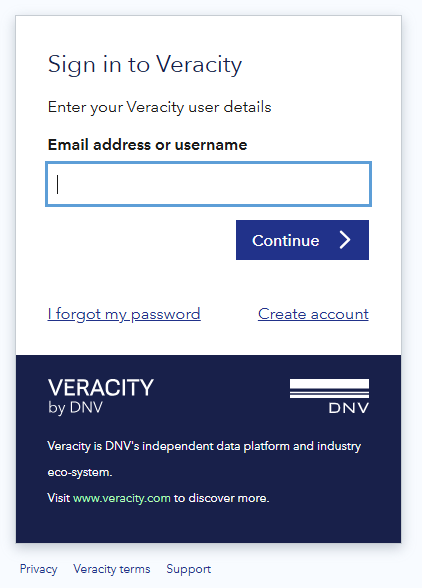 Sign in to Veracity
Enter your Veracity user details
Email address or username
Continue
I forgot my password Create account
VERACITY
by DNV
DNV
Veracity is DNV's independent data platform and industry
eco-system.
Visit www.veracity.com to discover more.
Privacy Veracity terms Support